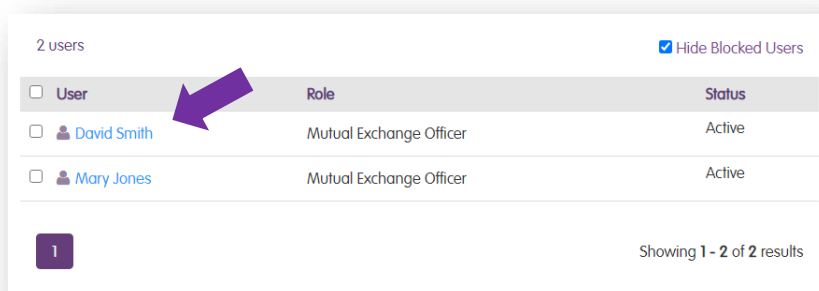 2 users
Hide Blocked Users
User Role Status
David Smith Mutual Exchange Officer Active
Mary Jones Mutual Exchange Officer Active
1
Showing 1 - 2 of 2 results